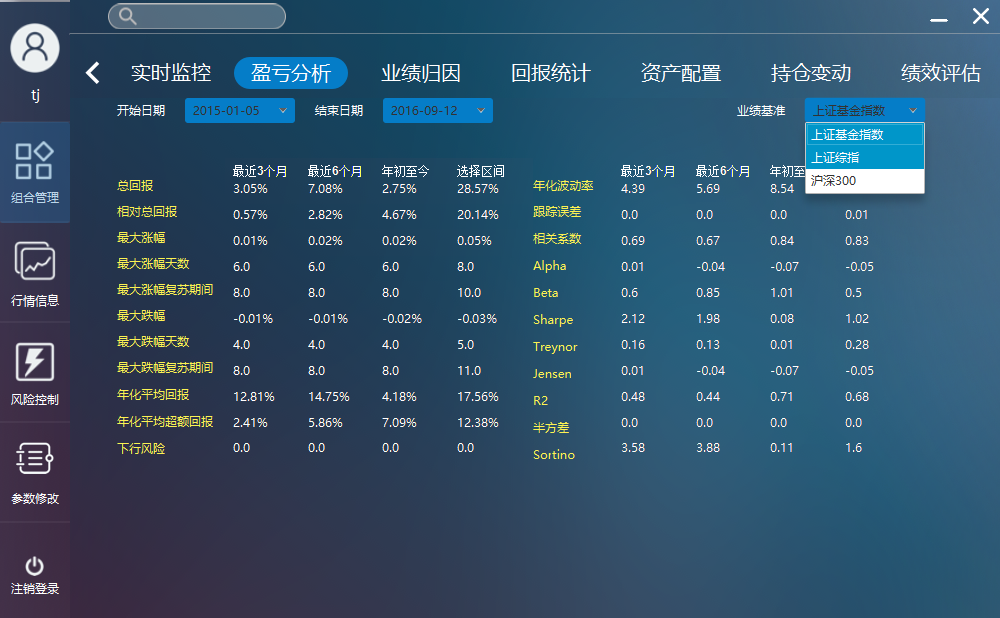 tj
组合管理
行情信息
风险控制
参数修改
注销登录
实时监控 盈亏分析 业绩归因 回报统计 资产配置 持仓变动 绩效评估
开始日期 2015-01-05 结束日期 2016-09-12 业绩基准 上证基金指数
上证基金指数
上证综指
沪深300
最近3个月 最近6个月 年初至今 选择区间
总回报 3.05% 7.08% 2.75% 28.57%
相对总回报 0.57% 2.82% 4.67% 20.14%
最大涨幅 0.01% 0.02% 0.02% 0.05%
最大涨幅天数 6.0 6.0 6.0 8.0
最大涨幅复苏期间 8.0 8.0 8.0 10.0
最大跌幅 -0.01% -0.01% -0.02% -0.03%
最大跌幅天数 4.0 4.0 4.0 5.0
最大跌幅复苏期间 8.0 8.0 8.0 11.0
年化平均回报 12.81% 14.75% 4.18% 17.56%
年化平均超额回报 2.41% 5.86% 7.09% 12.38%
下行风险 0.0 0.0 0.0 0.0
最近3个月 最近6个月 年初至
年化波动率 4.39 5.69 8.54
跟踪误差 0.0 0.0 0.0 0.01
相关系数 0.69 0.67 0.84 0.83
Alpha 0.01 -0.04 -0.07 -0.05
Beta 0.6 0.85 1.01 0.5
Sharpe 2.12 1.98 0.08 1.02
Treynor 0.16 0.13 0.01 0.28
Jensen 0.01 -0.04 -0.07 -0.05
R2 0.48 0.44 0.71 0.68
半方差 0.0 0.0 0.0 0.0
Sortino 3.58 3.88 0.11 1.6